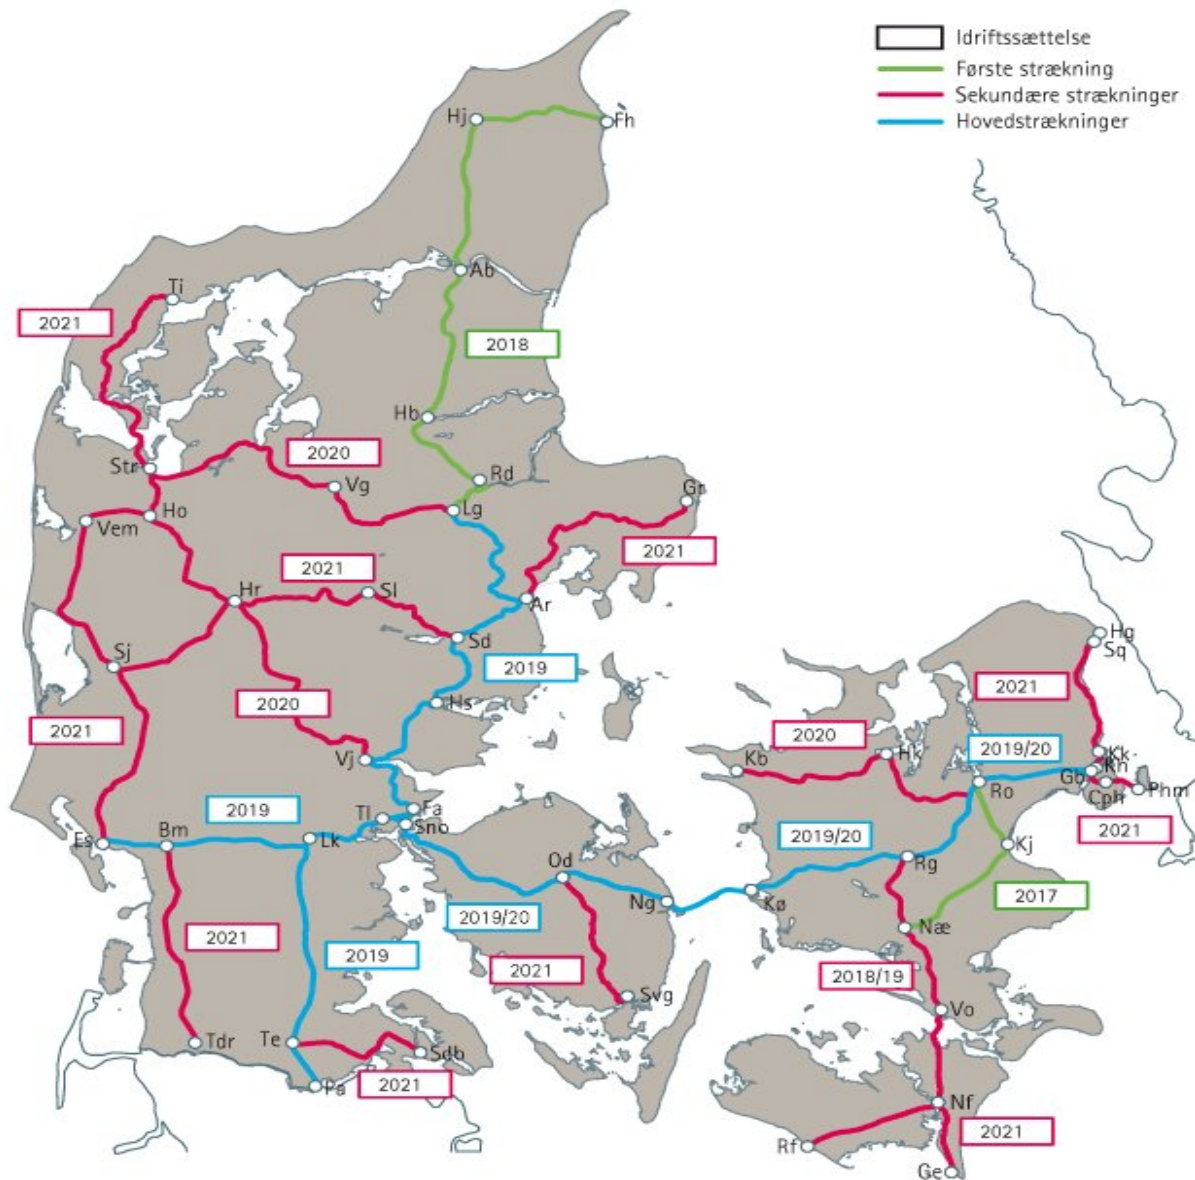 Idriftssættelse
Første strækning
Sekundære strækninger
Hovedstrækninger
Hj
Fh
Ab
Ti
2021
2018
Hb
2020
Str
Vg
Rd
Gr
Lg
Vem
Ho
2021
2021
Hr
Sl
Ar
Sd
Sj
2019
2020
2021
Hs
Vj
Hg
Sq
2021
2020
2019/20
Kb
Hk
Kk
Kh
Gb
Ro
Cph
Phm
2021
2019
Tl
Fa
Sno
Es
Bm
Lk
2019/20
Kj
Od
Rg
2017
Ng
Kø
2019/20
Næ
2021
2019
2021
2018/19
Svg
Vo
Tdr
Te
Sdb
Pa
2021
Nf
2021
Rf
Ge